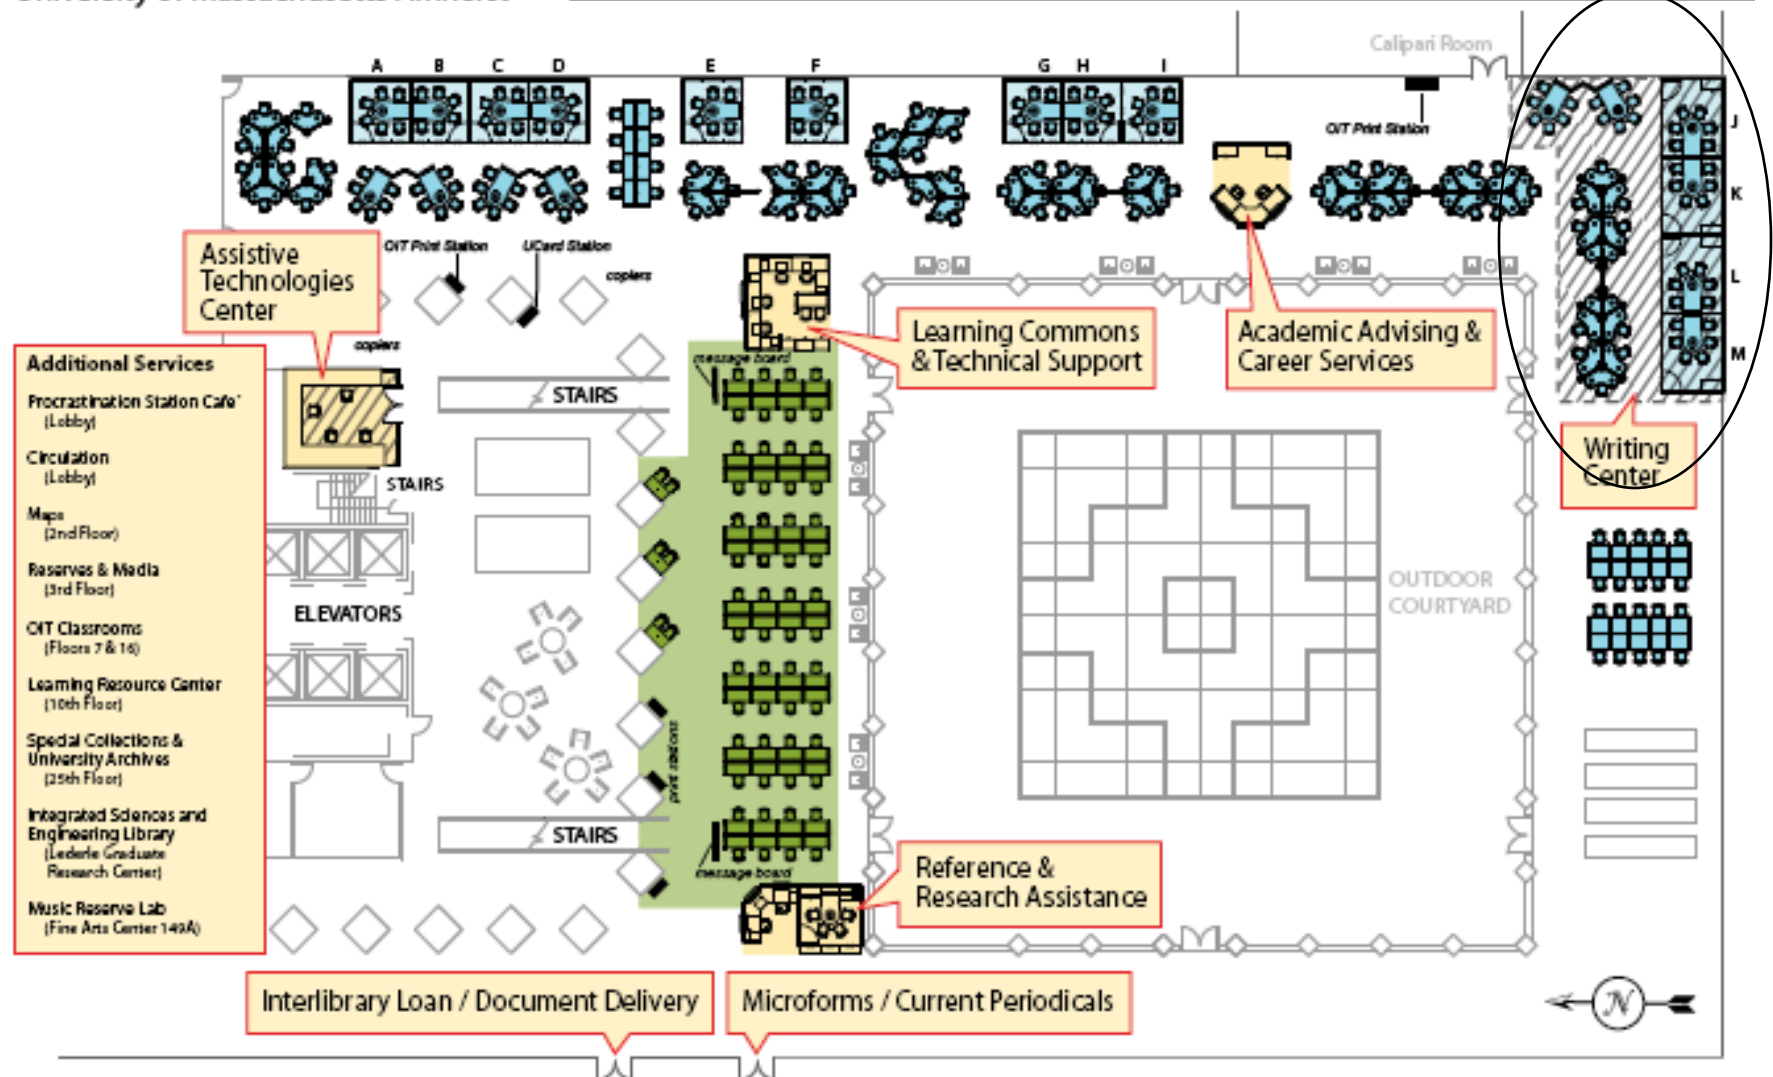 Calipari Room
A B C D E F G H I
OIT Print Station
J
K
L
M
OIT Print Station
UCard Station
copiers
Assistive
Technologies
Center
copiers
Learning Commons
& Technical Support
Academic Advising &
Career Services
Writing
Center
message board
STAIRS
STAIRS
ELEVATORS
OUTDOOR
COURTYARD
print stations
STAIRS
message board
Reference &
Research Assistance
Additional Services
Procrastination Station Cafe'
(Lobby)
Circulation
(Lobby)
Maps
(2nd Floor)
Reserves & Media
(3rd Floor)
OIT Classrooms
(Floors 7 & 16)
Learning Resource Center
(10th Floor)
Special Collections &
University Archives
(25th Floor)
Integrated Sciences and
Engineering Library
(Lederle Graduate
Research Center)
Music Reserve Lab
(Fine Arts Center 149A)
Interlibrary Loan / Document Delivery
Microforms / Current Periodicals
N